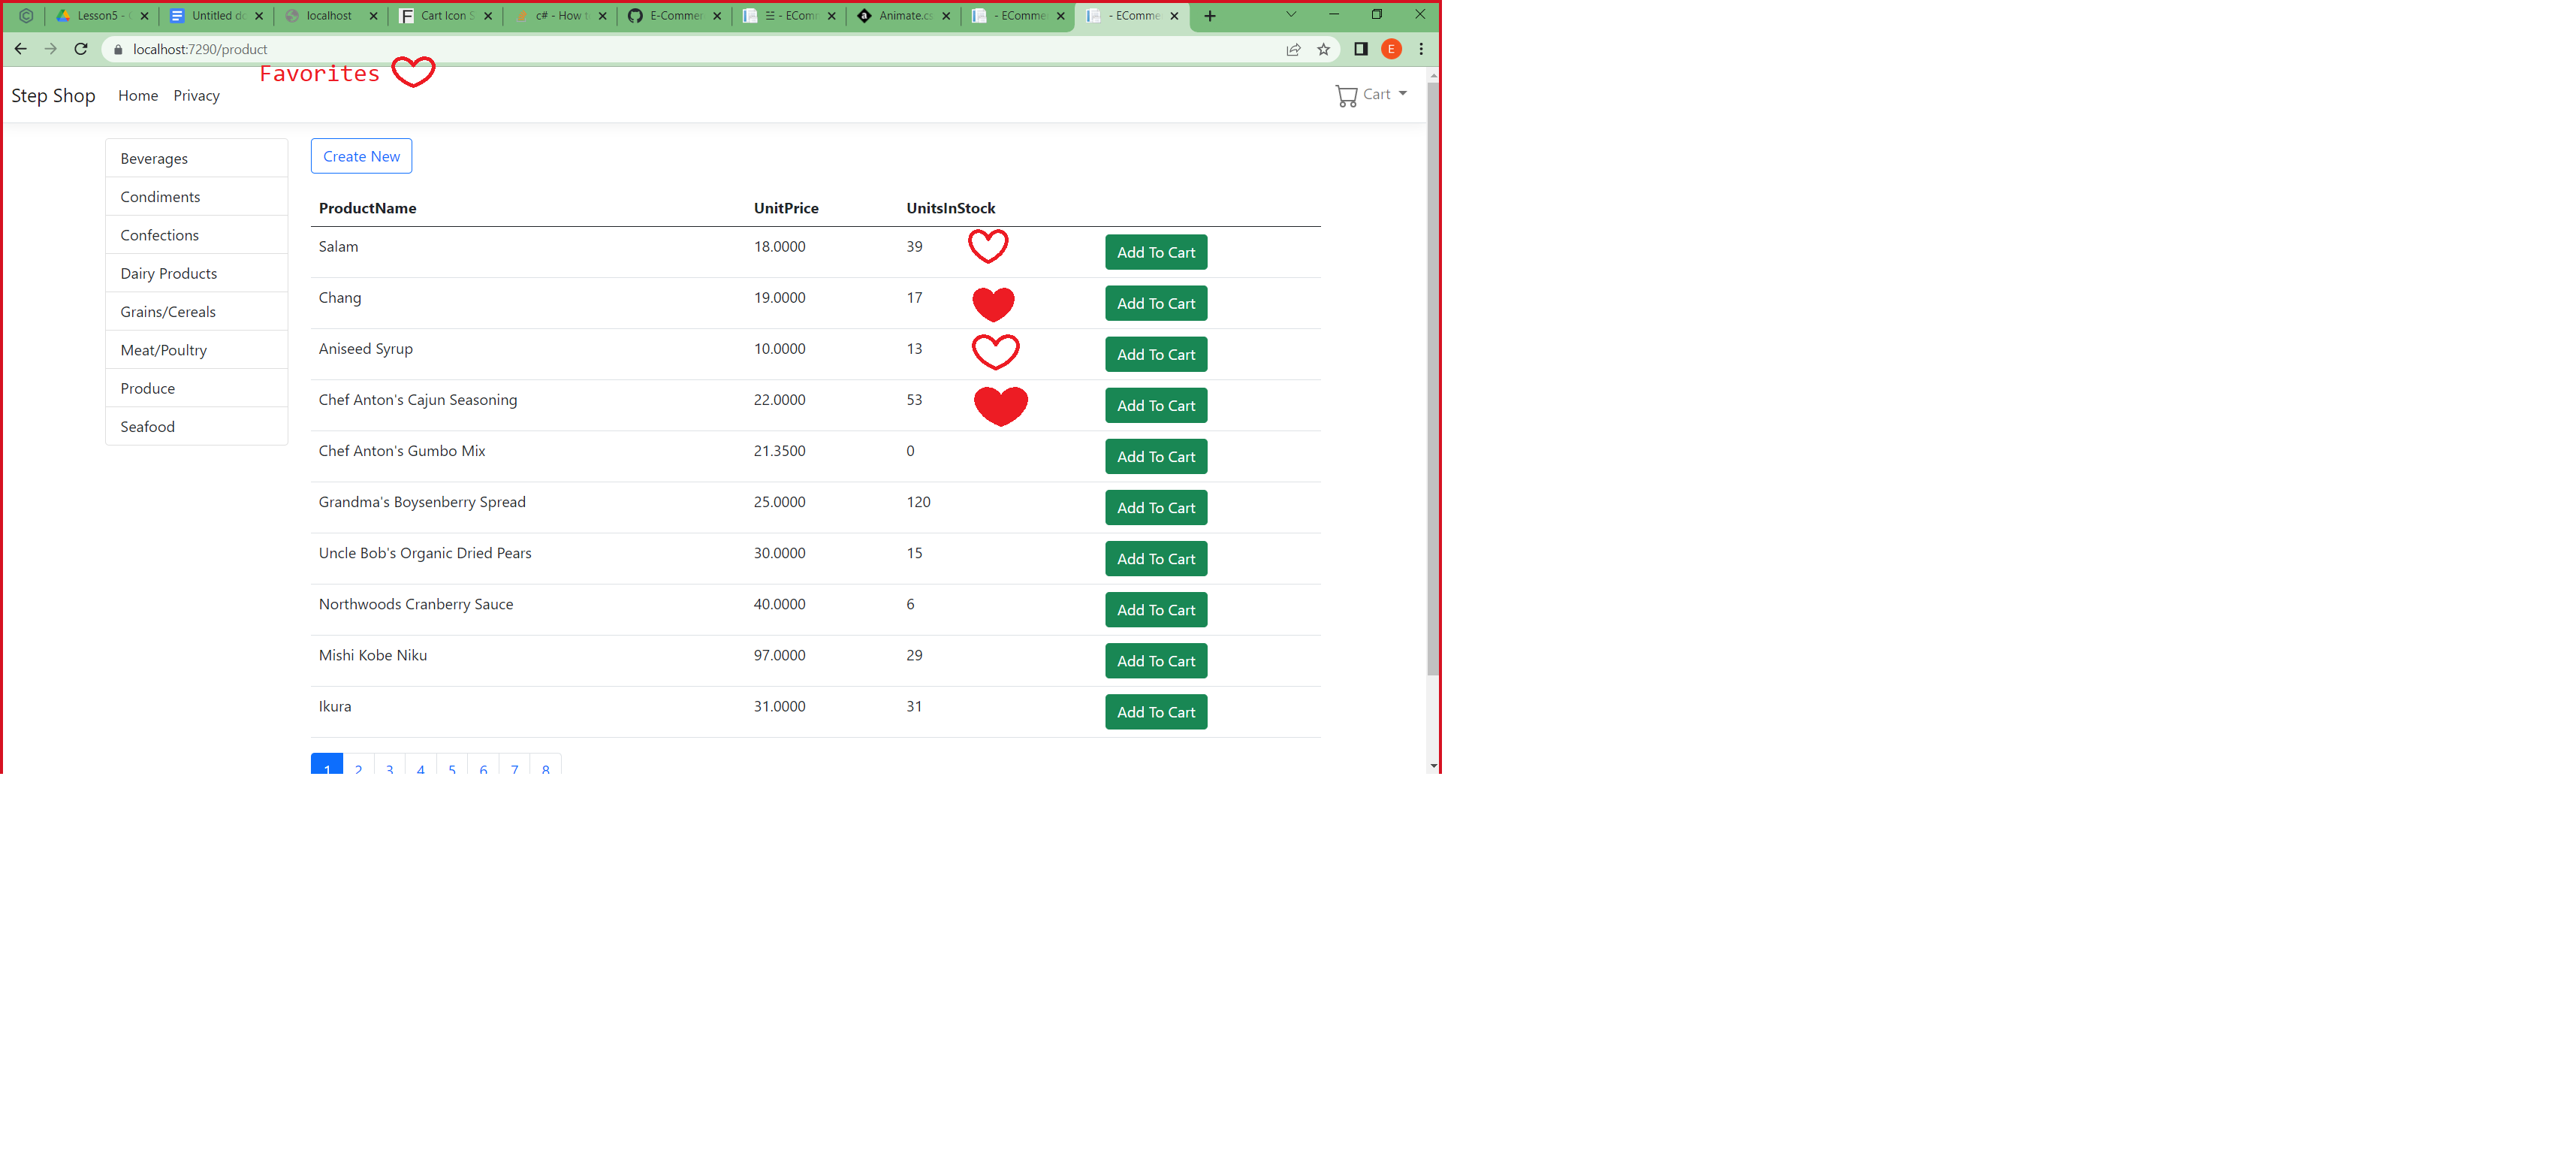 Lesson5 - Untitled do localhost Cart Icon S c# - How t E-Commer - EComm Animate.cs - EComme - EComme
localhost:7290/product E
Favorites
Step Shop Home Privacy Cart
Beverages
Condiments
Confections
Dairy Products
Grains/Cereals
Meat/Poultry
Produce
Seafood
Create New
ProductName UnitPrice UnitsInStock
Salam 18.0000 39 Add To Cart
Chang 19.0000 17 Add To Cart
Aniseed Syrup 10.0000 13 Add To Cart
Chef Anton's Cajun Seasoning 22.0000 53 Add To Cart
Chef Anton's Gumbo Mix 21.3500 0 Add To Cart
Grandma's Boysenberry Spread 25.0000 120 Add To Cart
Uncle Bob's Organic Dried Pears 30.0000 15 Add To Cart
Northwoods Cranberry Sauce 40.0000 6 Add To Cart
Mishi Kobe Niku 97.0000 29 Add To Cart
Ikura 31.0000 31 Add To Cart
1 2 3 4 5 6 7 8